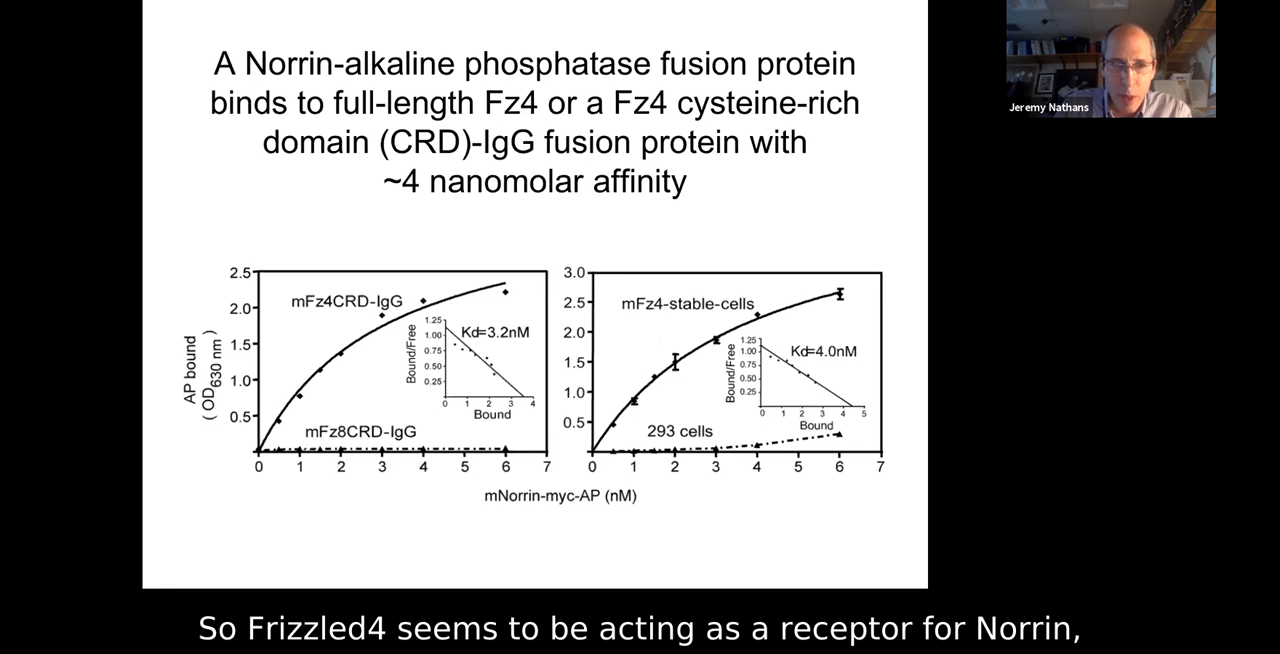 A Norrin-alkaline phosphatase fusion protein
binds to full-length Fz4 or a Fz4 cysteine-rich
domain (CRD)-IgG fusion protein with
~4 nanomolar affinity
Jeremy Nathans
AP bound
( OD630 nm )
2.5
2.0
1.5
1.0
0.5
mFz4CRD-IgG
mFz8CRD-IgG
Bound/Free
1.25
1.00
0.75
0.50
0.25
Kd=3.2nM
0 1 2 3 4
Bound
0 1 2 3 4 5 6 7
3.0
2.5
2.0
1.5
1.0
0.5
mFz4-stable-cells
293 cells
Bound/Free
1.25
1.00
0.75
0.50
0.25
Kd=4.0nM
0 1 2 3 4 5
Bound
0 1 2 3 4 5 6 7
mNorrin-myc-AP (nM)
So Frizzled4 seems to be acting as a receptor for Norrin,